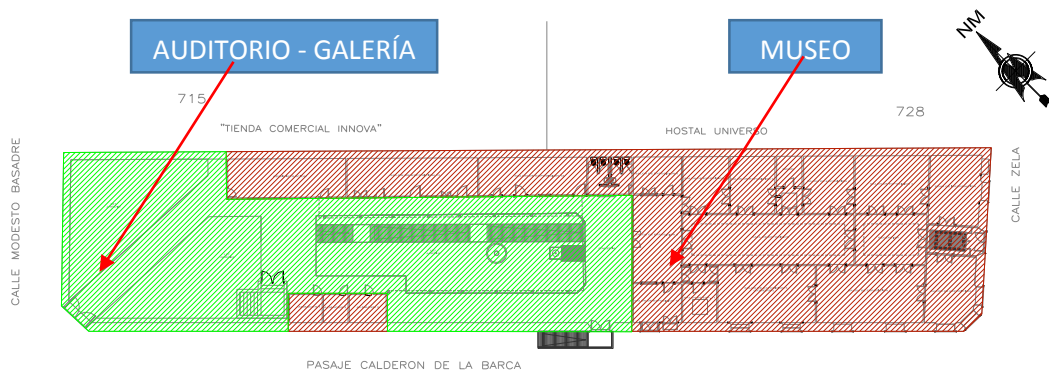 AUDITORIO - GALERÍA
MUSEO
NM
715
728
"TIENDA COMERCIAL INNOVA"
HOSTAL UNIVERSO
CALLE MODESTO BASADRE
CALLE ZELA
PASAJE CALDERON DE LA BARCA